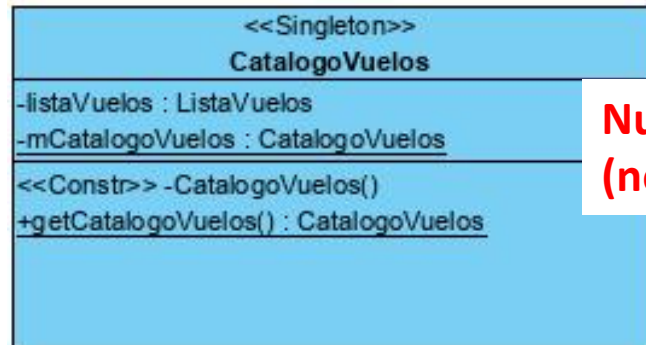 <<Singleton>>
CatalogoVuelos
-listaVuelos : ListaVuelos
-mCatalogoVuelos : CatalogoVuelos
<<Constr>> -CatalogoVuelos()
+getCatalogoVuelos() : CatalogoVuelos